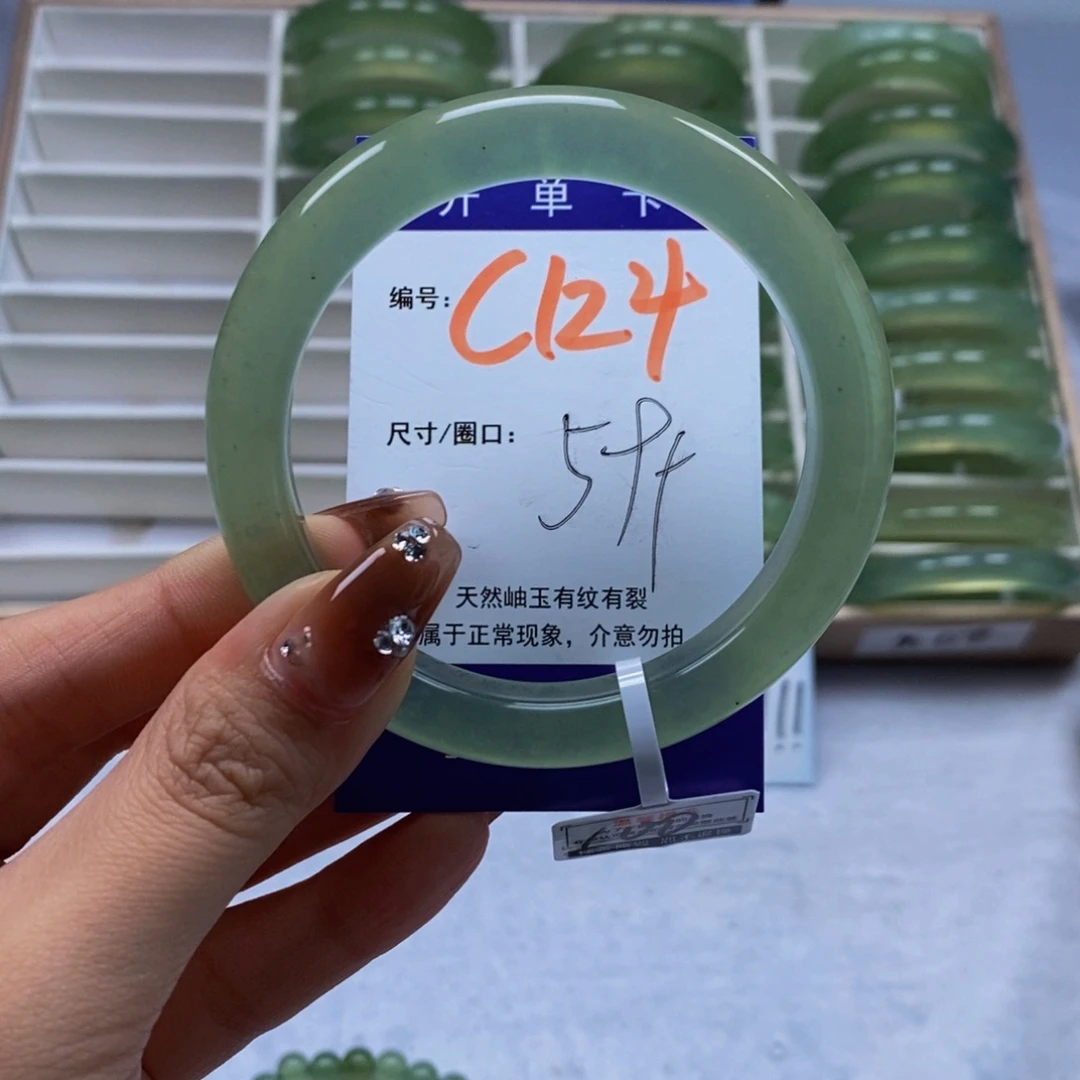 开单卡
编号：C124
尺寸/圈口：
天然岫玉有纹有裂
属于正常现象，介意勿拍